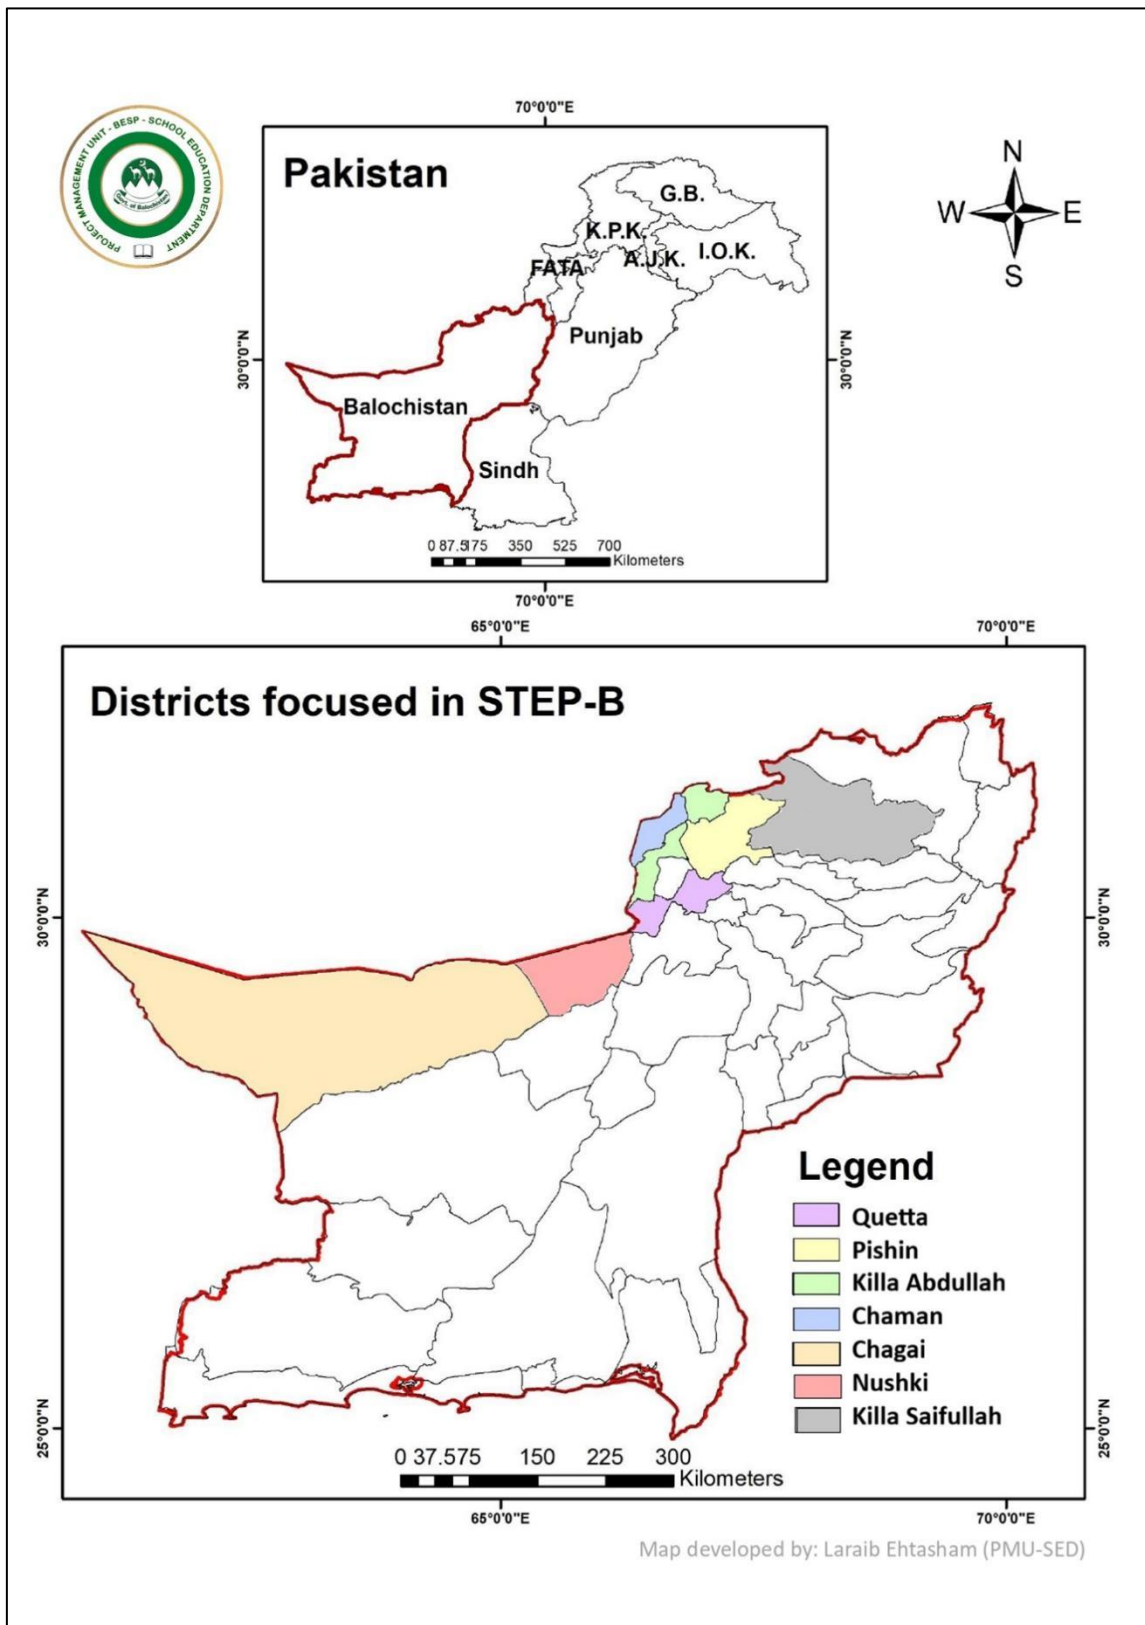 70°0'0"E
PROJECT MANAGEMENT UNIT - BESP - SCHOOL EDUCATION DEPARTMENT
Govt. of Balochistan
Pakistan
N
W E
S
G.B.
K.P.K.
A.J.K.
I.O.K.
FATA
Punjab
30°0'0"N
30°0'0"N
Balochistan
Sindh
0 87.5175 350 525 700
Kilometers
70°0'0"E
65°0'0"E
70°0'0"E
Districts focused in STEP-B
30°0'0"N
30°0'0"N
Legend
Quetta
Pishin
Killa Abdullah
Chaman
Chagai
Nushki
Killa Saifullah
25°0'0"N
25°0'0"N
0 37.575 150 225 300
Kilometers
65°0'0"E
70°0'0"E
Map developed by: Laraib Ehtasham (PMU-SED)